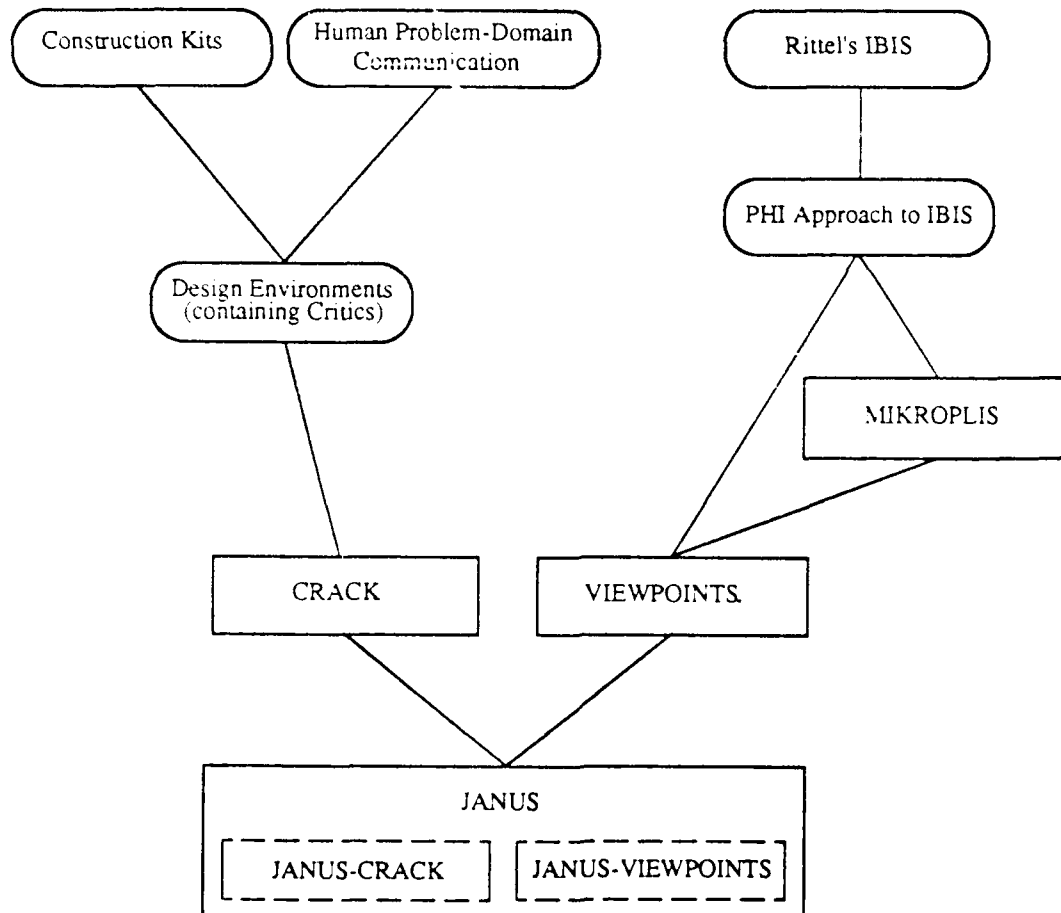 Construction Kits
Human Problem-Domain
Communication
Rittel's IBIS
PHI Approach to IBIS
Design Environments
(containing Critics)
MIKROPLIS
CRACK
VIEWPOINTS.
JANUS
JANUS-CRACK
JANUS-VIEWPOINTS